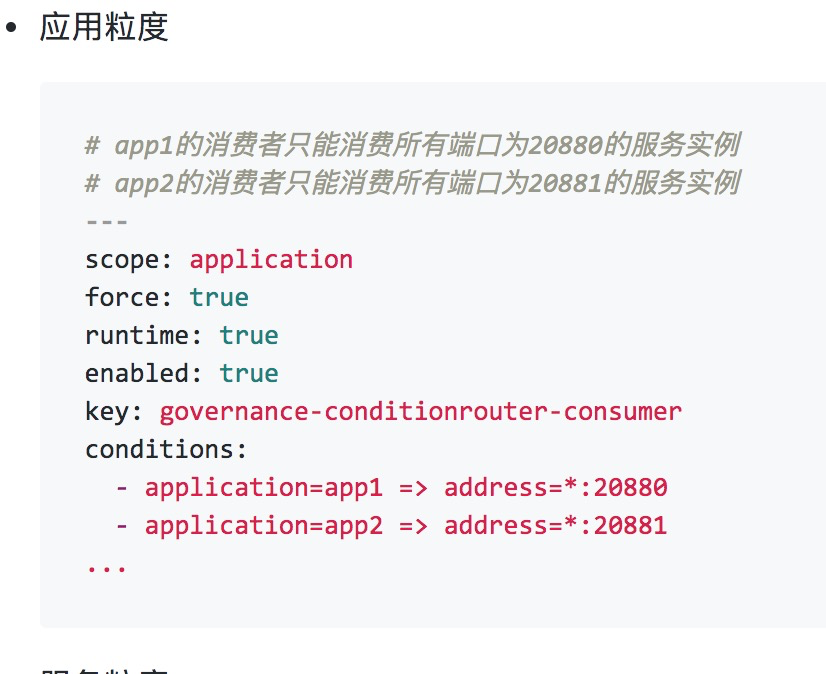 • 应用粒度
# app1的消费者只能消费所有端口为20880的服务实例
# app2的消费者只能消费所有端口为20881的服务实例
---
scope: application
force: true
runtime: true
enabled: true
key: governance-conditionrouter-consumer
conditions:
  - application=app1 => address=*:20880
  - application=app2 => address=*:20881
...